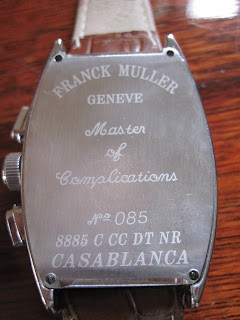 FRANCK MULLER
GENEVE
Master
of
Complications
No 085
8885 C CC DT NR
CASABLANCA